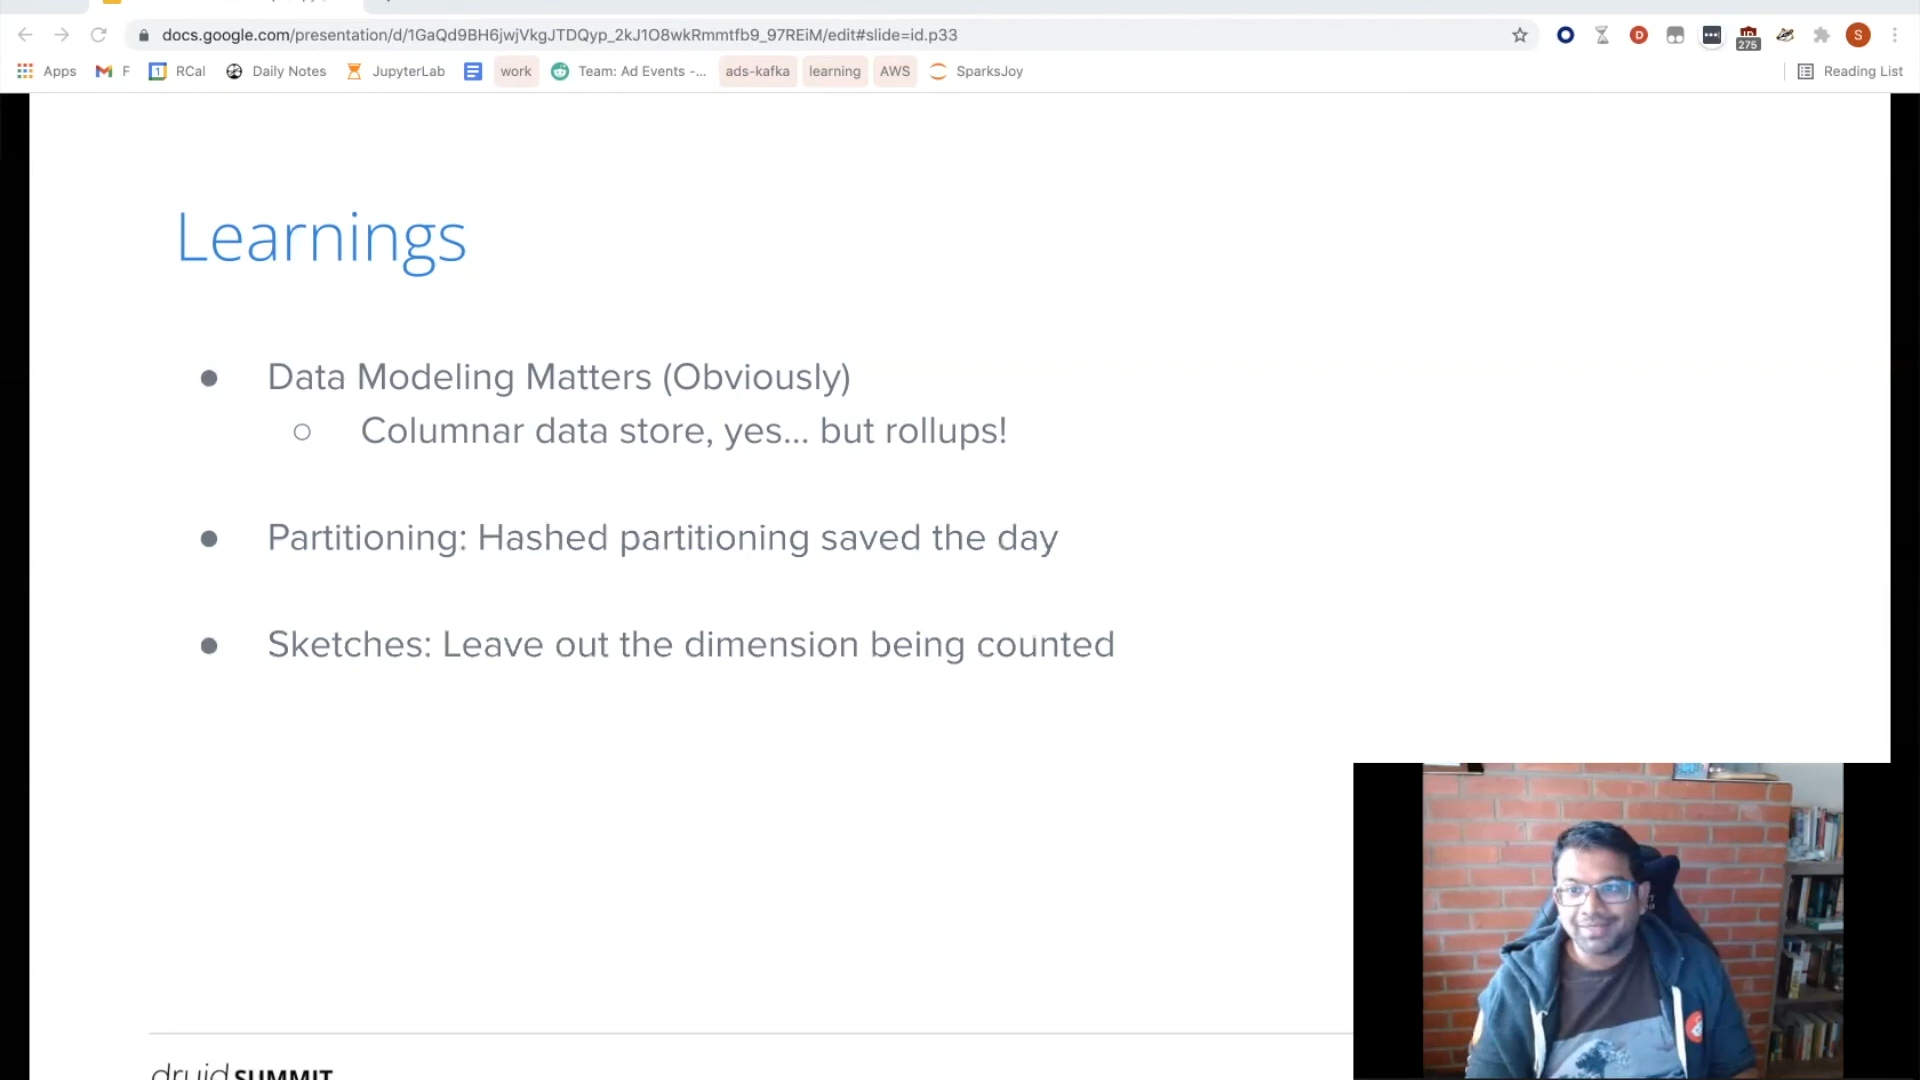 docs.google.com/presentation/d/1GaQd9BH6jwjVkgJTDQyp_2kJ1O8wkRmmtfb9_97REiM/edit#slide=id.p33
275
S
Apps
F
RCal
Daily Notes
JupyterLab
work
Team: Ad Events -...
ads-kafka
learning
AWS
SparksJoy
Reading List
Learnings
Data Modeling Matters (Obviously)
Columnar data store, yes... but rollups!
Partitioning: Hashed partitioning saved the day
Sketches: Leave out the dimension being counted
druid SUMMIT